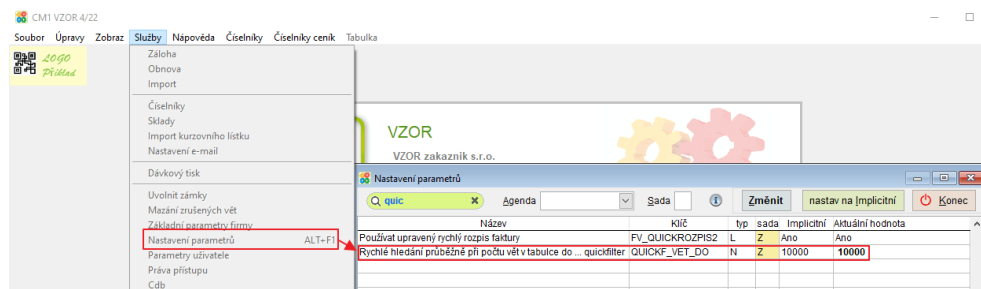 CM1 VZOR 4/22
Soubor Úpravy Zobraz Služby Nápověda Číselníky Číselníky ceník Tabulka
LOGO
Příklad
Záloha
Obnova
Import
Číselníky
Sklady
Import kurzovního lístku
Nastavení e-mail
Dávkový tisk
Uvolnit zámky
Mazání zrušených vět
Základní parametry firmy
Nastavení parametrů ALT+F1
Parametry uživatele
Práva přístupu
Cdb
VZOR
VZOR zakaznik s.r.o.
Nastavení parametrů
quic Agenda Sada Změnit nastav na Implicitní Konec
Název Klíč typ sada Implicitní Aktuální hodnota
Používat upravený rychlý rozpis faktury FV_QUICKROZPIS2 L Z Ano Ano
Rychlé hledání průběžně při počtu vět v tabulce do ... quickfilter QUICKF_VET_DO N Z 10000 10000